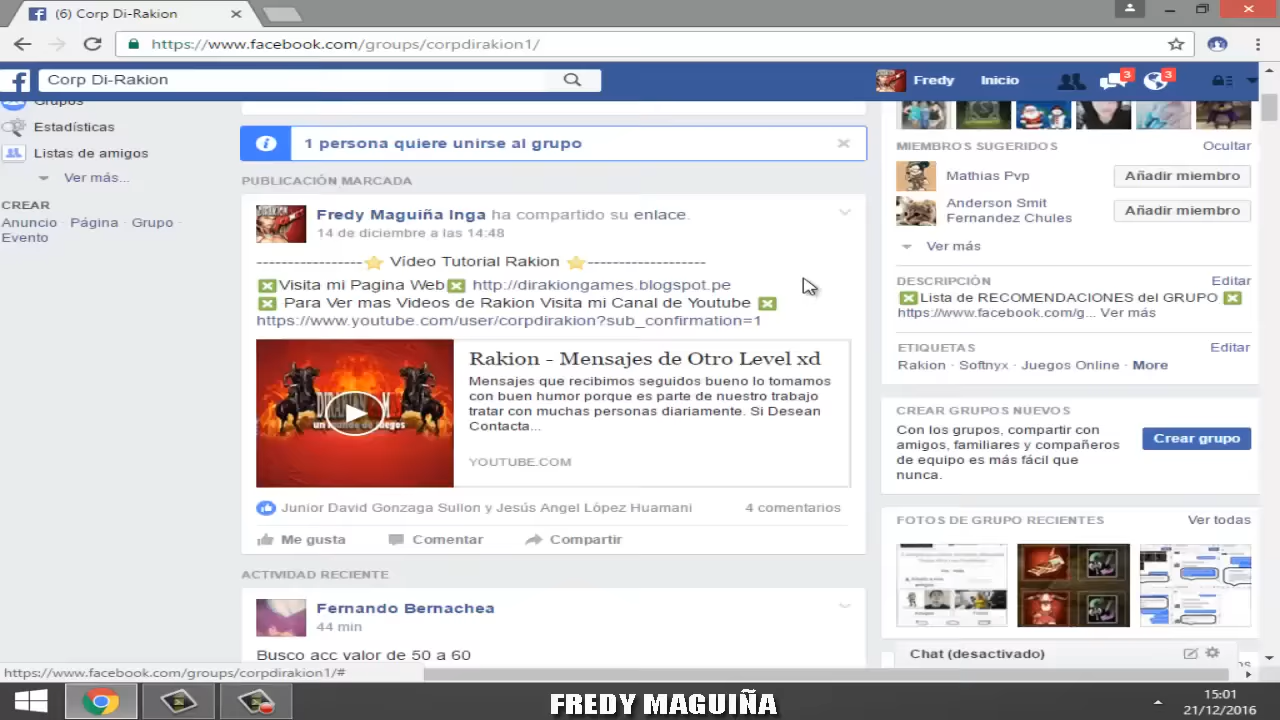 (6) Corp Di-Rakion
https://www.facebook.com/groups/corpdirakion1/
Corp Di-Rakion
Fredy
Inicio
3
3
Grupos
Estadísticas
Listas de amigos
Ver más...
CREAR
Anuncio · Página · Grupo ·
Evento
1 persona quiere unirse al grupo
PUBLICACIÓN MARCADA
Fredy Maguiña Inga ha compartido su enlace.
14 de diciembre a las 14:48
----------------- Vídeo Tutorial Rakion -------------------
Visita mi Pagina Web http://dirakiongames.blogspot.pe
Para Ver mas Videos de Rakion Visita mi Canal de Youtube
https://www.youtube.com/user/corpdirakion?sub_confirmation=1
un mundo de juegos
Rakion - Mensajes de Otro Level xd
Mensajes que recibimos seguidos bueno lo tomamos
con buen humor porque es parte de nuestro trabajo
tratar con muchas personas diariamente. Si Desean
Contacta...
YOUTUBE.COM
Junior David Gonzaga Sullon y Jesús Angel López Huamani
4 comentarios
Me gusta
Comentar
Compartir
ACTIVIDAD RECIENTE
Fernando Bernachea
44 min
Busco acc valor de 50 a 60
MIEMBROS SUGERIDOS
Ocultar
Mathias Pvp
Añadir miembro
Anderson Smit
Fernandez Chules
Añadir miembro
Ver más
DESCRIPCIÓN
Editar
Lista de RECOMENDACIONES del GRUPO
https://www.facebook.com/g... Ver más
ETIQUETAS
Editar
Rakion · Softnyx · Juegos Online · More
CREAR GRUPOS NUEVOS
Con los grupos, compartir con
amigos, familiares y compañeros
de equipo es más fácil que
nunca.
Crear grupo
FOTOS DE GRUPO RECIENTES
Ver todas
Chat (desactivado)
https://www.facebook.com/groups/corpdirakion1/#
FREDY MAGUIÑA
15:01
21/12/2016